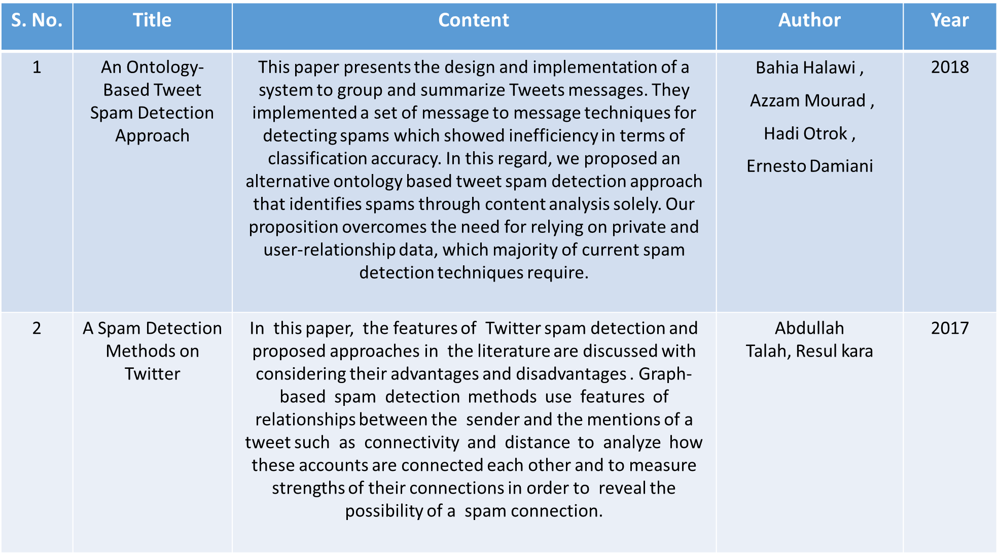 S. No.
Title
Content
Author
Year
1
An Ontology-
Based Tweet
Spam Detection
Approach
This paper presents the design and implementation of a
system to group and summarize Tweets messages. They
implemented a set of message to message techniques for
detecting spams which showed inefficiency in terms of
classification accuracy. In this regard, we proposed an
alternative ontology based tweet spam detection approach
that identifies spams through content analysis solely. Our
proposition overcomes the need for relying on private and
user-relationship data, which majority of current spam
detection techniques require.
Bahia Halawi ,
Azzam Mourad ,
Hadi Otrok ,
Ernesto Damiani
2018
2
A Spam Detection
Methods on
Twitter
In this paper, the features of Twitter spam detection and
proposed approaches in the literature are discussed with
considering their advantages and disadvantages . Graph-
based spam detection methods use features of
relationships between the sender and the mentions of a
tweet such as connectivity and distance to analyze how
these accounts are connected each other and to measure
strengths of their connections in order to reveal the
possibility of a spam connection.
Abdullah
Talah, Resul kara
2017